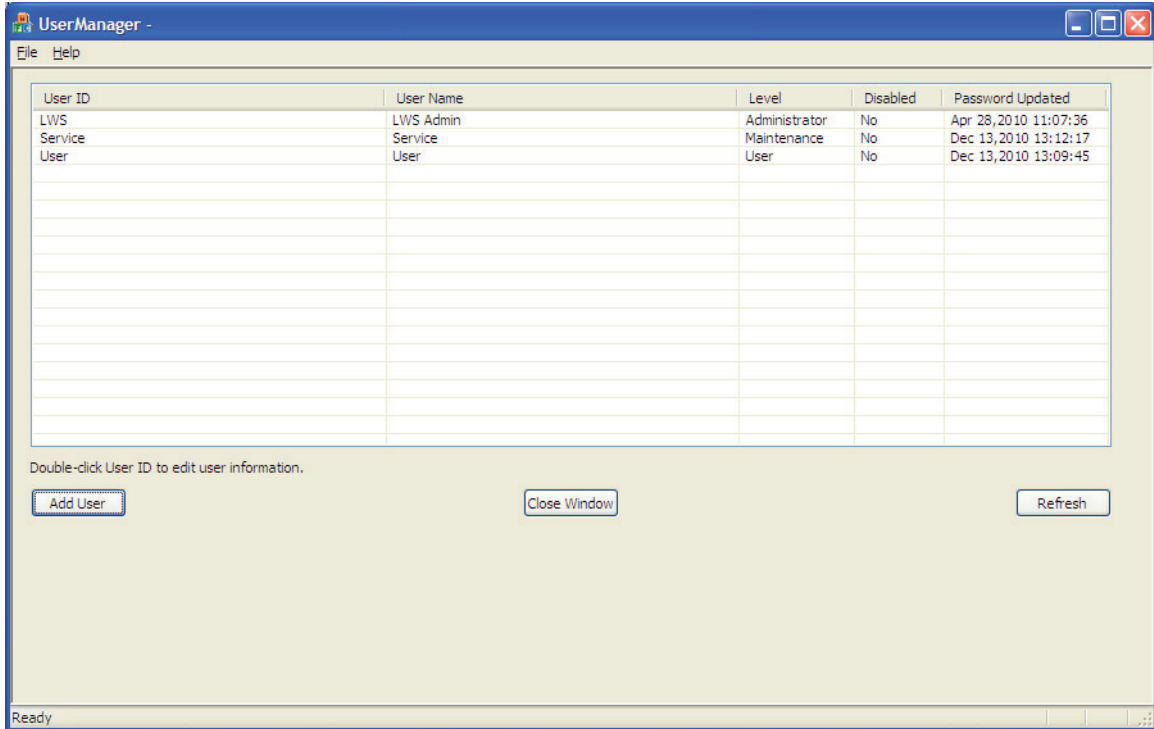 UserManager -
File Help
User ID User Name Level Disabled Password Updated
LWS LWS Admin Administrator No Apr 28,2010 11:07:36
Service Service Maintenance No Dec 13,2010 13:12:17
User User User No Dec 13,2010 13:09:45
Double-click User ID to edit user information.
Add User Close Window Refresh
Ready